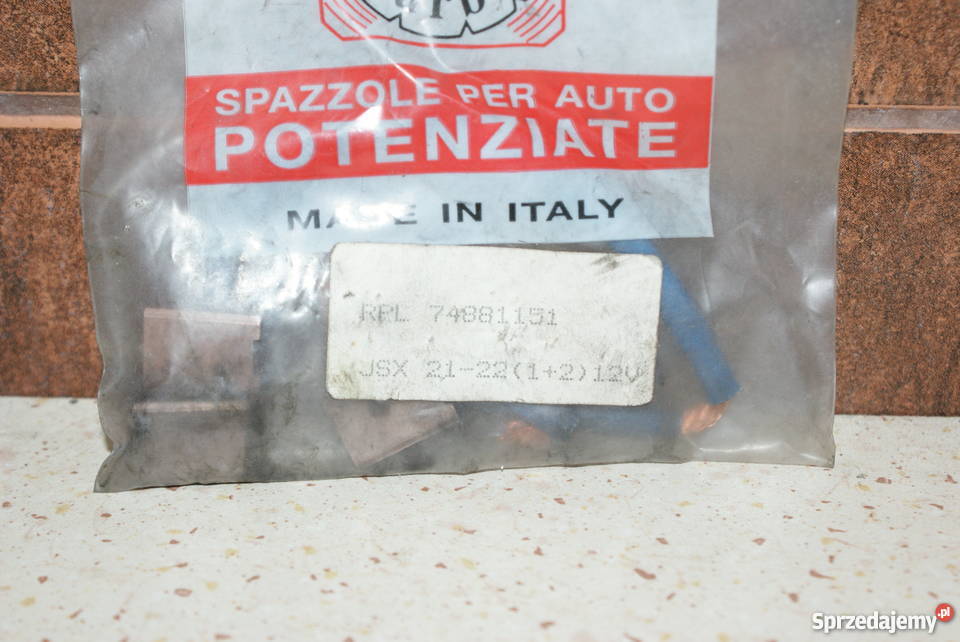 SPAZZOLE PER AUTO
POTENZIATE
MADE IN ITALY
RPL 74881151
JSX 21-22(1+2)12V
Sprzedajemy.pl